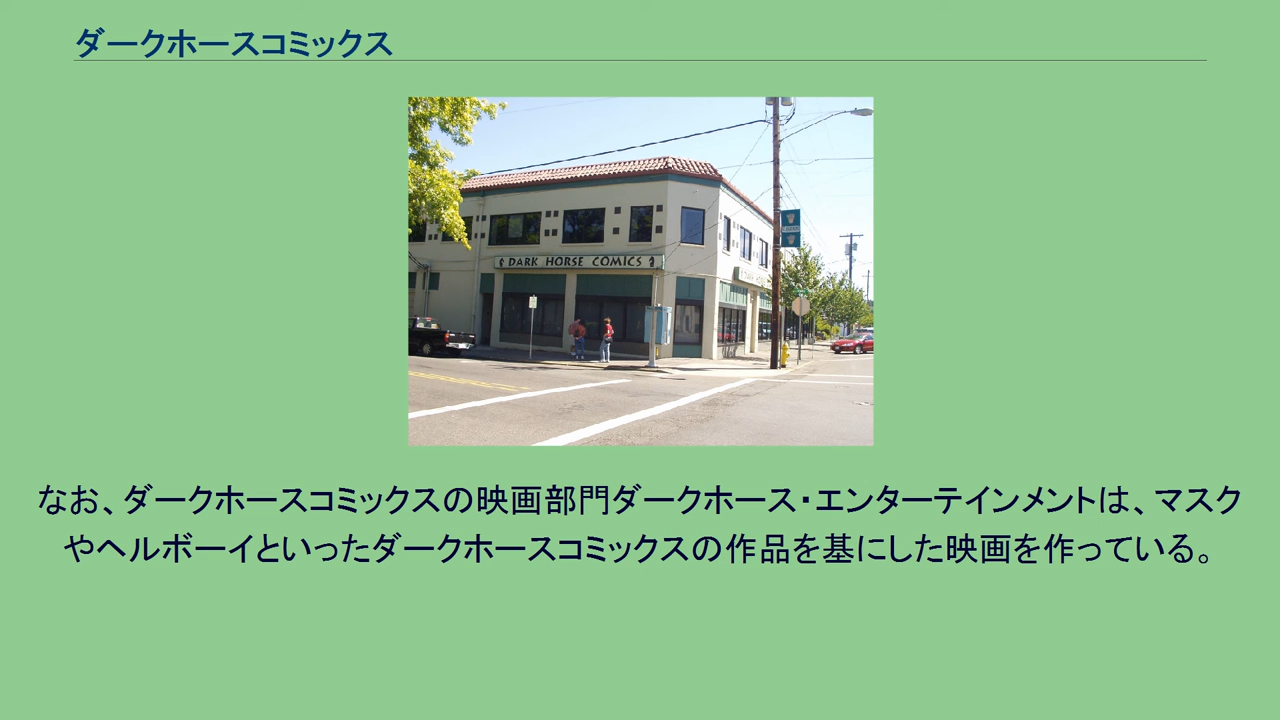 ダークホースコミックス
DARK HORSE COMICS
DARK HORSE
なお、ダークホースコミックスの映画部門ダークホース・エンターテインメントは、マスク
やヘルボーイといったダークホースコミックスの作品を基にした映画を作っている。